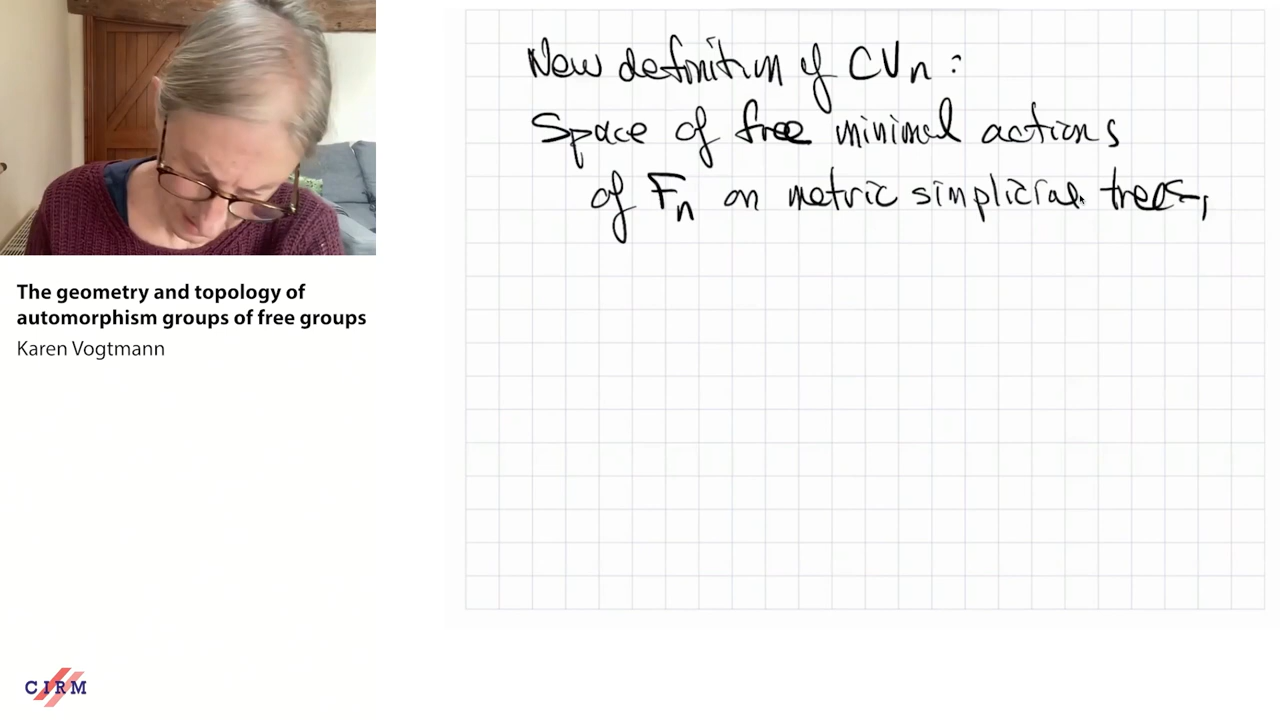 New definition of CVn :
Space of free minimal actions
of Fn on metric simplicial trees,
The geometry and topology of
automorphism groups of free groups
Karen Vogtmann
CIRM